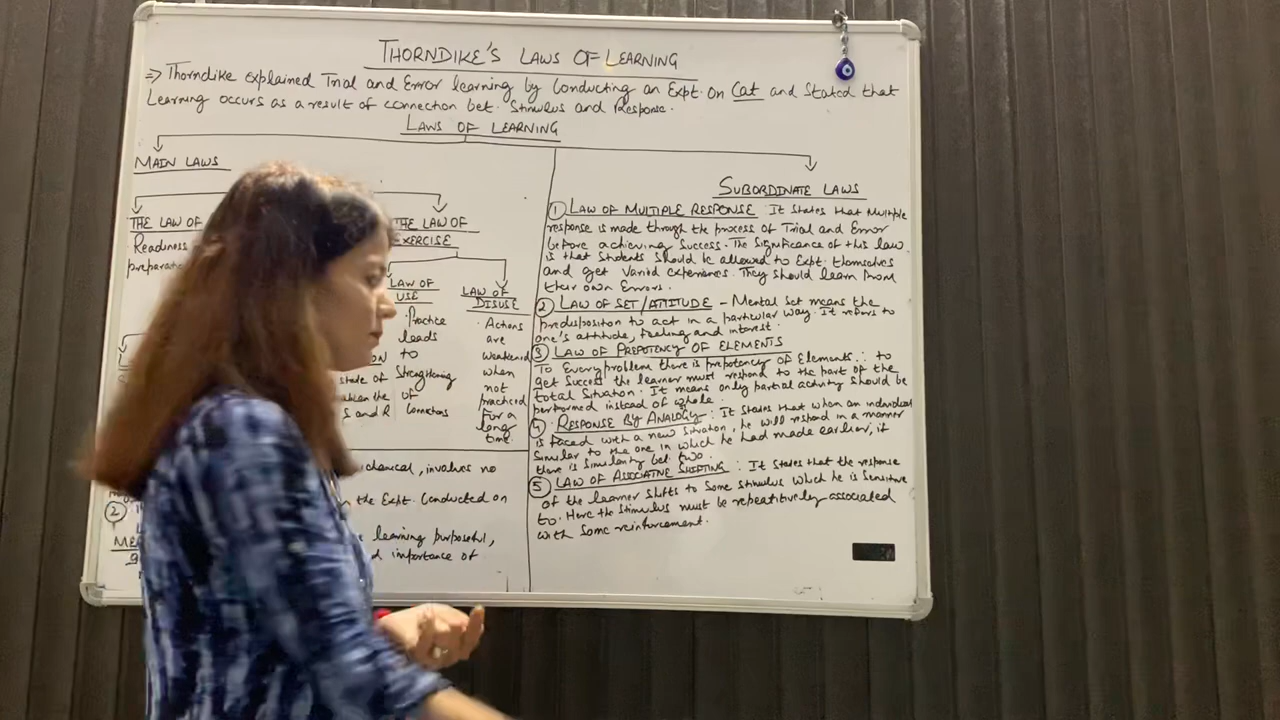 THORNDIKE'S LAWS OF LEARNING
⇒ Thorndike explained Trial and Error learning by Conducting an Expt. on Cat and Stated that
Learning occurs as a result of connection bet. Stimulus and Response.
LAWS OF LEARNING
MAIN LAWS
THE LAW OF
Readiness
THE LAW OF
EXERCISE
LAW OF
USE
Practice
leads
to
Strengthening
of
Connections
state of
when the
S and R
LAW OF
DISUSE
Actions
are
weakened
when
not
practiced
for a
long
time.
involves no
the Expt. Conducted on
learning purposeful,
importance of
2
SUBORDINATE LAWS
1 LAW OF MULTIPLE RESPONSE : It states that Multiple
response is made through the process of Trial and Error
before achieving Success. The Significance of this law
is that Students Should be allowed to Expt. themselves
and get Varied experiences. They should learn from
their own Errors.
2 LAW OF SET/ATTITUDE - Mental Set means the
predisposition to act in a particular way. It refers to
one's attitude, feeling and interest.
3 LAW OF PREPOTENCY OF ELEMENTS
To Every problem there is prepotency of Elements. ∴ to
get Success the learner must respond to the part of the
total Situation. It means only partial activity should be
performed instead of whole.
4 RESPONSE BY ANALOGY : It States that when an individual
is faced with a new Situation, he will respond in a manner
Similar to the one in which he had made earlier, if
there is Similarity bet. two.
5 LAW OF ASSOCIATIVE SHIFTING : It States that the response
of the learner shifts to Some stimulus which he is Sensitive
to. Here the Stimulus must be repetitively associated
with Some reinforcement.